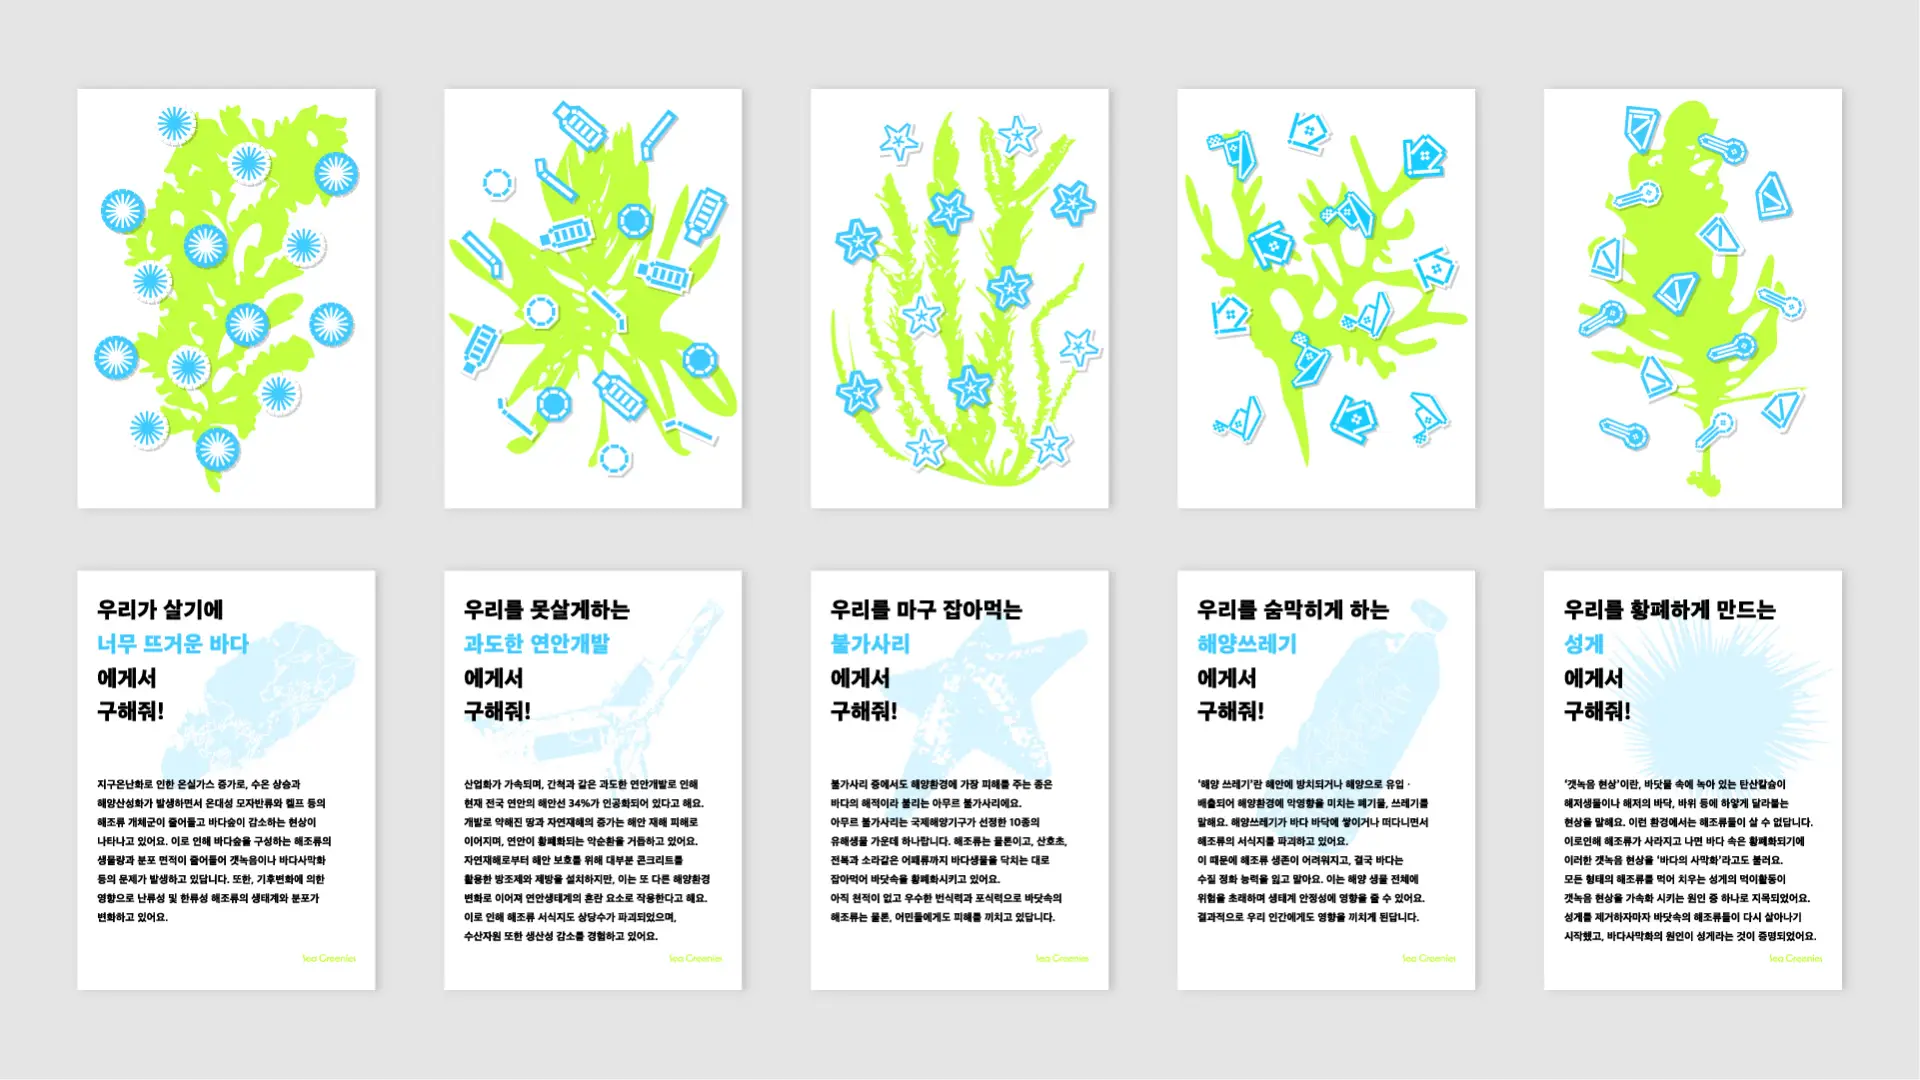 우리가 살기에
너무 뜨거운 바다
에게서
구해줘!
지구온난화로 인한 온실가스 증가로, 수온 상승과
해양산성화가 발생하면서 온대성 모자반류와 켈프 등의
해조류 개체군이 줄어들고 바다숲이 감소하는 현상이
나타나고 있어요. 이로 인해 바다숲을 구성하는 해조류의
생물량과 분포 면적이 줄어들어 갯녹음이나 바다사막화
등의 문제가 발생하고 있답니다. 또한, 기후변화에 의한
영향으로 난류성 및 한류성 해조류의 생태계와 분포가
변화하고 있어요.
Sea Greenies
우리를 못살게하는
과도한 연안개발
에게서
구해줘!
산업화가 가속되며, 간척과 같은 과도한 연안개발로 인해
현재 전국 연안의 해안선 34%가 인공화되어 있다고 해요.
개발로 약해진 땅과 자연재해의 증가는 해안 재해 피해로
이어지며, 연안이 황폐화되는 악순환을 거듭하고 있어요.
자연재해로부터 해안 보호를 위해 대부분 콘크리트를
활용한 방조제와 제방을 설치하지만, 이는 또 다른 해양환경
변화로 이어져 연안생태계의 혼란 요소로 작용한다고 해요.
이로 인해 해조류 서식지도 상당수가 파괴되었으며,
수산자원 또한 생산성 감소를 경험하고 있어요.
Sea Greenies
우리를 마구 잡아먹는
불가사리
에게서
구해줘!
불가사리 중에서도 해양환경에 가장 피해를 주는 종은
바다의 해적이라 불리는 아무르 불가사리에요.
아무르 불가사리는 국제해양기구가 선정한 10종의
유해생물 가운데 하나랍니다. 해조류는 물론이고, 산호초,
전복과 소라같은 어패류까지 바다생물을 닥치는 대로
잡아먹어 바닷속을 황폐화시키고 있어요.
아직 천적이 없고 우수한 번식력과 포식력으로 바닷속의
해조류는 물론, 어민들에게도 피해를 끼치고 있답니다.
Sea Greenies
우리를 숨막히게 하는
해양쓰레기
에게서
구해줘!
'해양 쓰레기'란 해안에 방치되거나 해양으로 유입 ·
배출되어 해양환경에 악영향을 미치는 폐기물, 쓰레기를
말해요. 해양쓰레기가 바다 바닥에 쌓이거나 떠다니면서
해조류의 서식지를 파괴하고 있어요.
이 때문에 해조류 생존이 어려워지고, 결국 바다는
수질 정화 능력을 잃고 말아요. 이는 해양 생물 전체에
위험을 초래하며 생태계 안정성에 영향을 줄 수 있어요.
결과적으로 우리 인간에게도 영향을 끼치게 된답니다.
Sea Greenies
우리를 황폐하게 만드는
성게
에게서
구해줘!
'갯녹음 현상'이란, 바닷물 속에 녹아 있는 탄산칼슘이
해저생물이나 해저의 바닥, 바위 등에 하얗게 달라붙는
현상을 말해요. 이런 환경에서는 해조류들이 살 수 없답니다.
이로인해 해조류가 사라지고 나면 바다 속은 황폐화되기에
이러한 갯녹음 현상을 '바다의 사막화'라고도 불러요.
모든 형태의 해조류를 먹어 치우는 성게의 먹이활동이
갯녹음 현상을 가속화 시키는 원인 중 하나로 지목되었어요.
성게를 제거하자마자 바닷속의 해조류들이 다시 살아나기
시작했고, 바다사막화의 원인이 성게라는 것이 증명되었어요.
Sea Greenies